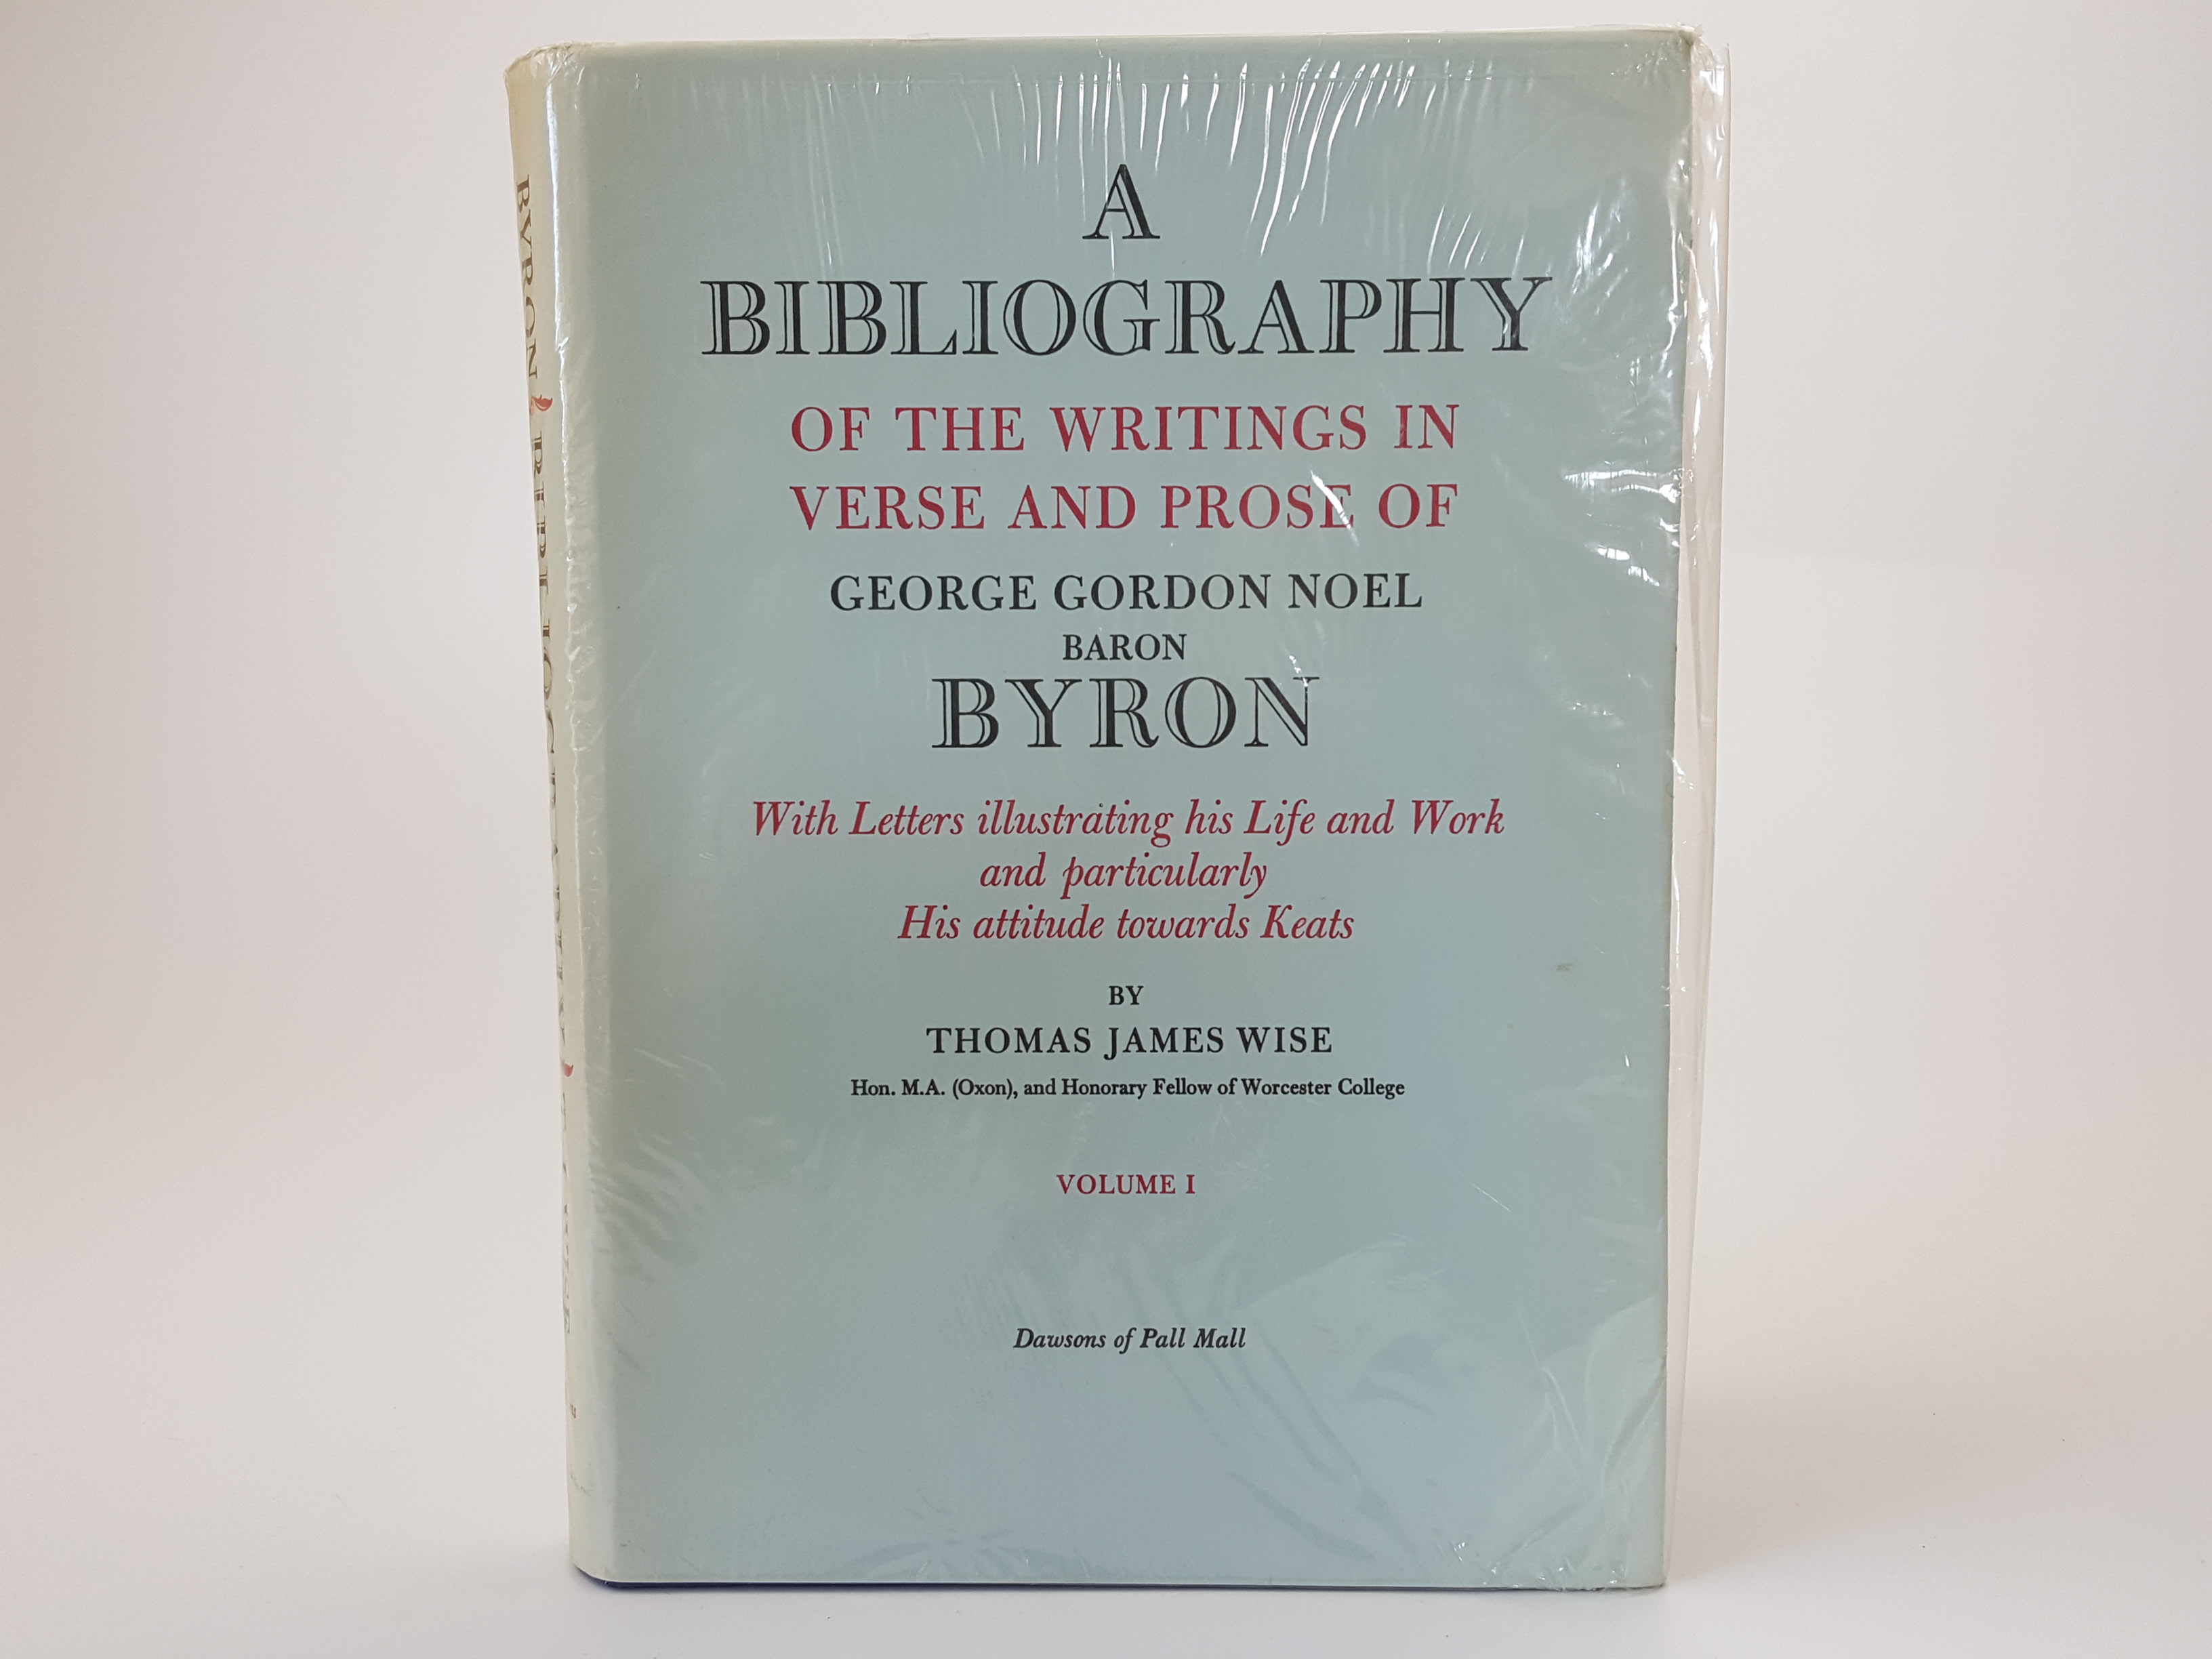 A
BIBLIOGRAPHY
OF THE WRITINGS IN
VERSE AND PROSE OF
GEORGE GORDON NOEL
BARON
BYRON
With Letters illustrating his Life and Work
and particularly
His attitude towards Keats
BY
THOMAS JAMES WISE
Hon. M.A. (Oxon), and Honorary Fellow of Worcester College
VOLUME I
Dawsons of Pall Mall
BYRON BIBLIOGRAPHY